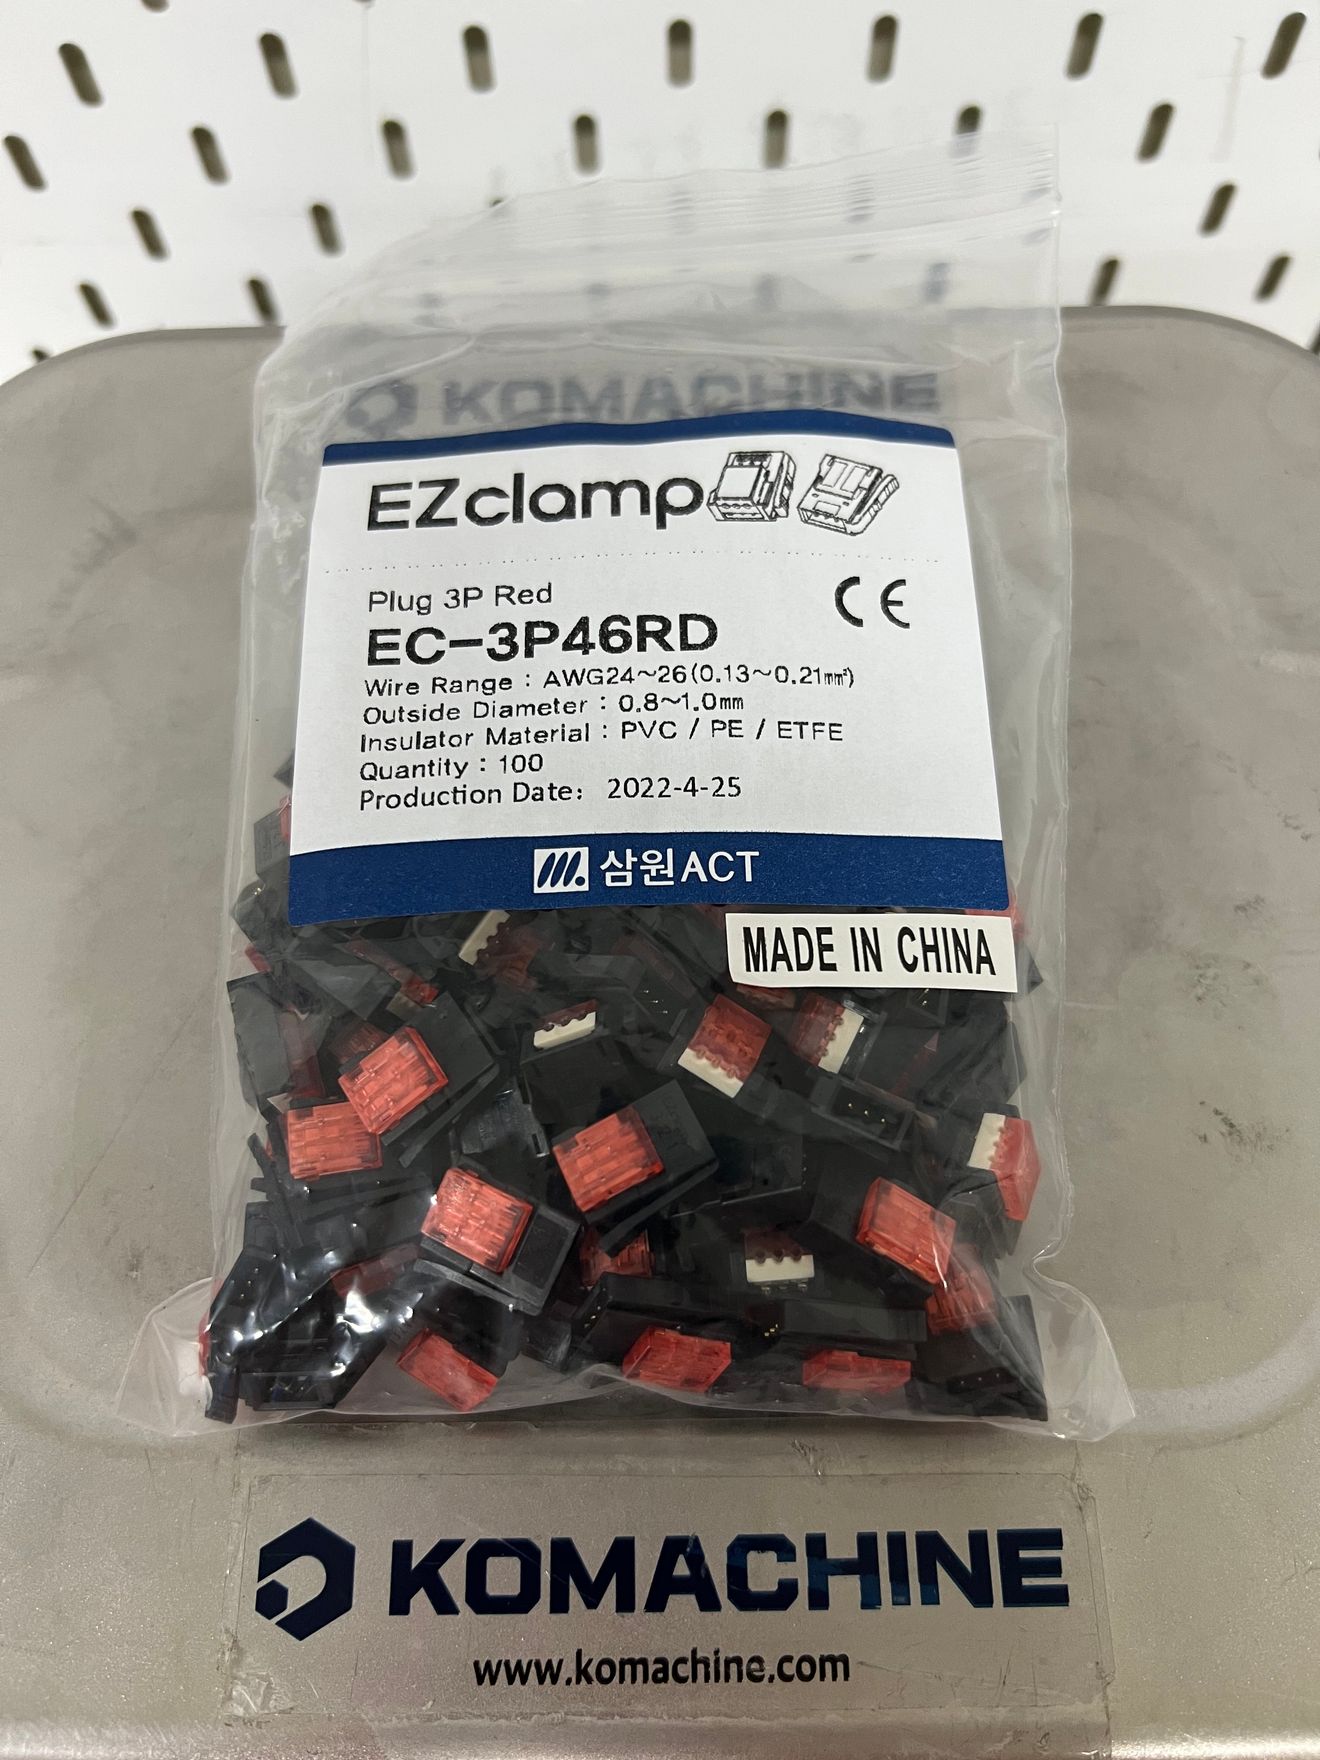 KOMACHINE
EZclamp
Plug 3P Red
CE
EC-3P46RD
Wire Range : AWG24~26(0.13~0.21㎟)
Outside Diameter : 0.8~1.0㎜
Insulator Material : PVC / PE / ETFE
Quantity : 100
Production Date: 2022-4-25
삼원ACT
MADE IN CHINA
KOMACHINE
www.komachine.com